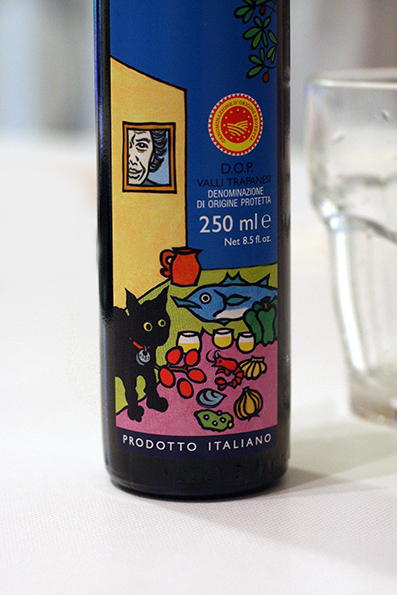 D.O.P.
VALLI TRAPANESI
DENOMINAZIONE
DI ORIGINE PROTETTA
250 ml e
Net 8.5 fl. oz.
PRODOTTO ITALIANO